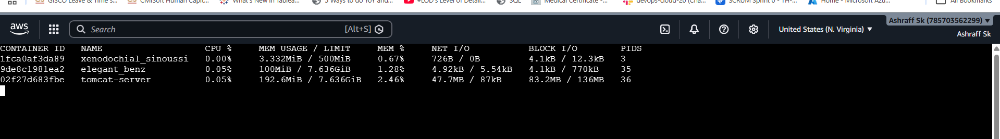 GISCO Leave & Time s...
CiMSoft Human Capit...
What's New in Tablea...
5 Ways to do YoY and...
#LOD's Level of Detail...
SQL
Medical Certificate -...
devops-cloud-20 (Cha...
SCRUM Sprint 0 - TH-...
Home - Microsoft Azu...
All Bookmarks
aws
Search
[Alt+S]
United States (N. Virginia)
Ashraff Sk (785703562299)
Ashraff Sk
CONTAINER ID NAME CPU % MEM USAGE / LIMIT MEM % NET I/O BLOCK I/O PIDS
1fca0af3da89 xenodochial_sinoussi 0.00% 3.332MiB / 500MiB 0.67% 726B / 0B 4.1kB / 12.3kB 3
9de8c1981ea2 elegant_benz 0.05% 100MiB / 7.636GiB 1.28% 4.92kB / 5.54kB 4.1kB / 770kB 35
02f27d683fbe tomcat-server 0.05% 192.6MiB / 7.636GiB 2.46% 47.7MB / 87kB 83.2MB / 136MB 36